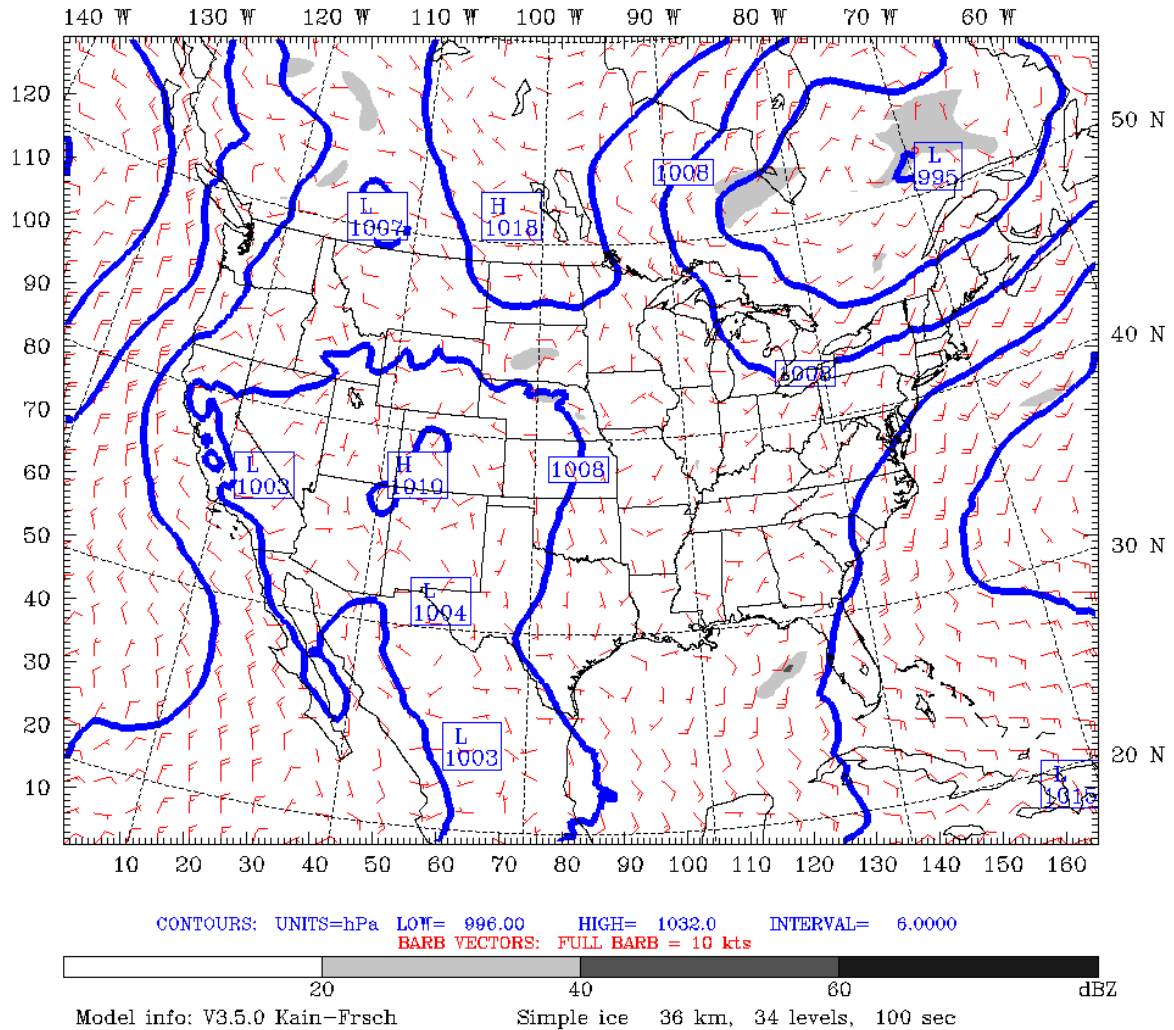 140 W 130 W 120 W 110 W 100 W 90 W 80 W 70 W 60 W
120
50 N
110
L
995
1008
100
L
1007
H
1018
90
40 N
80
1008
70
60
L
1003
H
1010
1008
50
30 N
40
L
1004
30
20
L
1003
20 N
10
L
1015
10 20 30 40 50 60 70 80 90 100 110 120 130 140 150 160
CONTOURS: UNITS=hPa LOW= 996.00 HIGH= 1032.0 INTERVAL= 6.0000
BARB VECTORS: FULL BARB = 10 kts
20 40 60 dBZ
Model info: V3.5.0 Kain-Frsch Simple ice 36 km, 34 levels, 100 sec